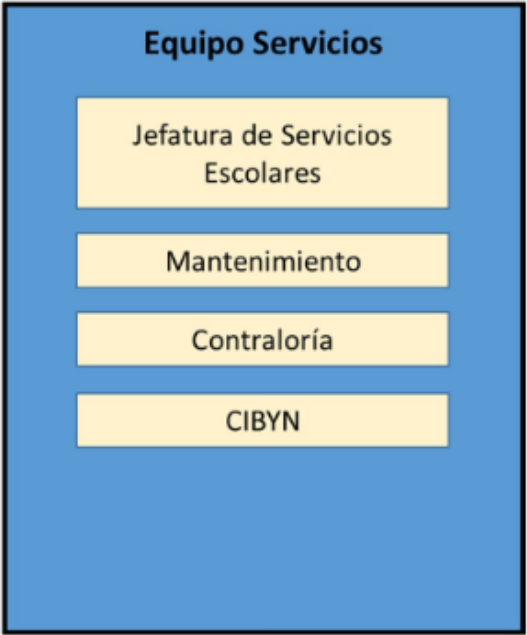 Equipo Servicios
Jefatura de Servicios
Escolares
Mantenimiento
Contraloría
CIBYN